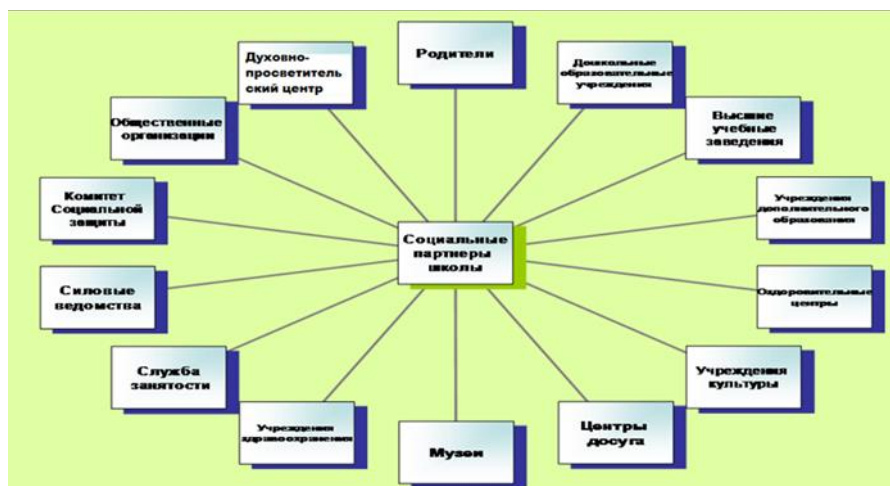 Родители
Дошкольные
образовательные
учреждения
Высшие
учебные
заведения
Учреждения
дополнительного
образования
Оздоровительные
центры
Учреждения
культуры
Центры
досуга
Музеи
Учреждения
здравоохранения
Служба
занятости
Силовые
ведомства
Комитет
Социальной
защиты
Общественные
организации
Духовно-
просветитель
ский центр
Социальные
партнеры
школы